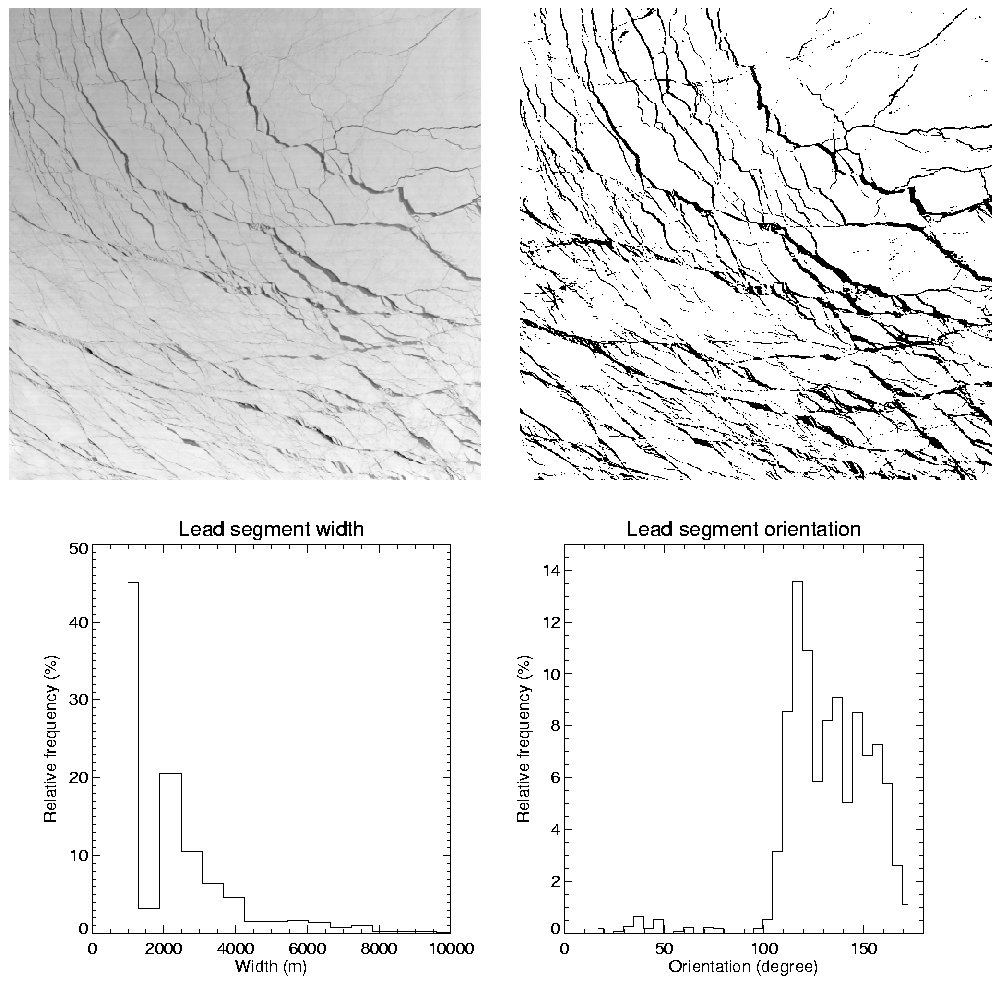 Lead segment width
Lead segment orientation
50
40
30
20
10
0
Relative frequency (%)
0 2000 4000 6000 8000 10000
Width (m)
14
12
10
8
6
4
2
0
Relative frequency (%)
0 50 100 150
Orientation (degree)